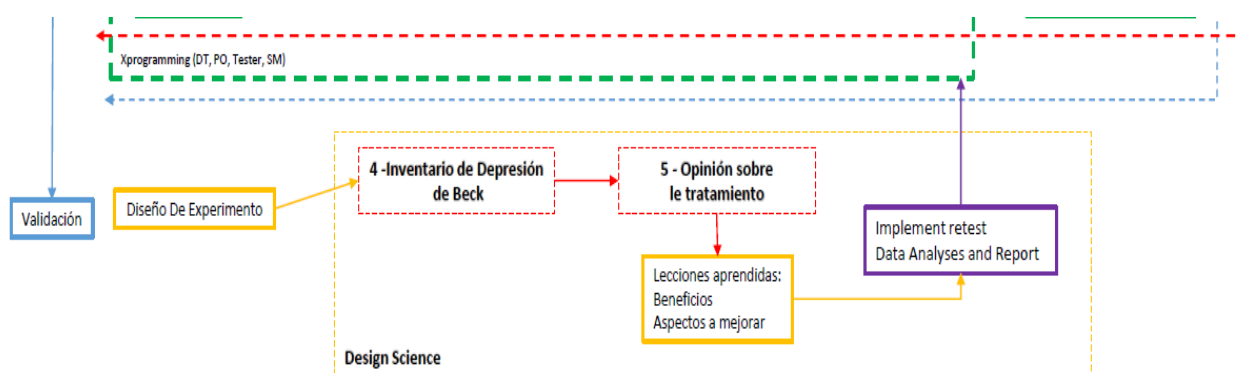 Xprogramming (DT, PO, Tester, SM)
4 -Inventario de Depresión
de Beck
5 - Opinión sobre
le tratamiento
Validación
Diseño De Experimento
Implement retest
Data Analyses and Report
Lecciones aprendidas:
Beneficios
Aspectos a mejorar
Design Science